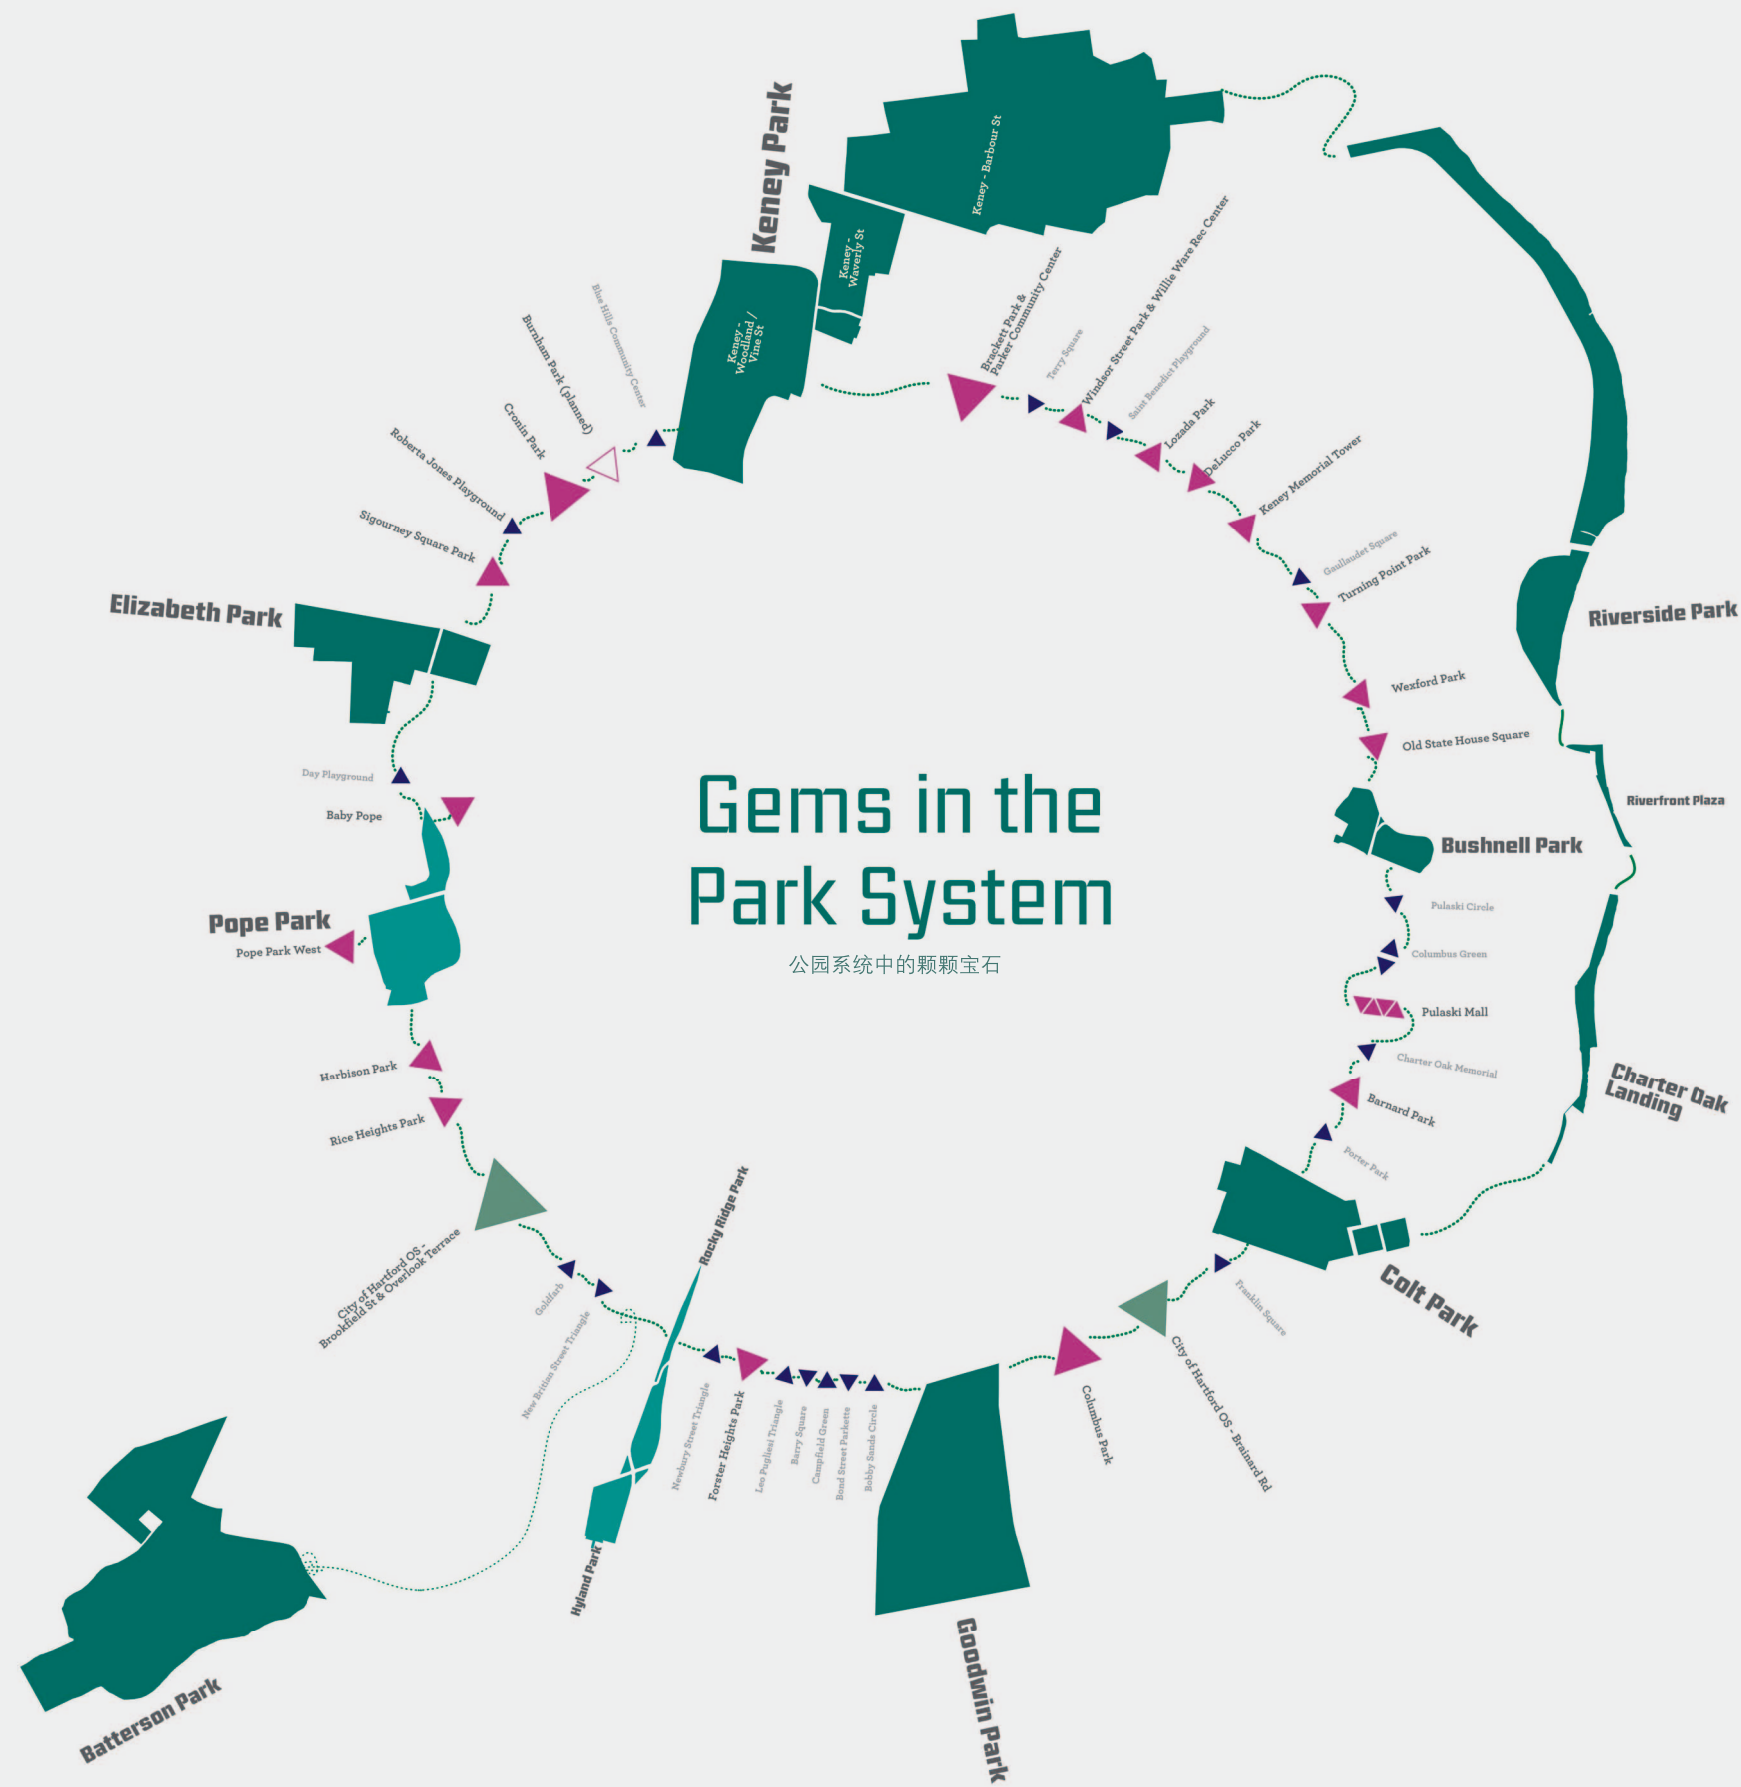 Gems in the
Park System
公园系统中的颗颗宝石
Keney Park
Keney - Barbour St
Keney -
Waverly St
Keney -
Woodland /
Vine St
Brackett Park &
Parker Community Center
Terry Square
Windsor Street Park & Willie Ware Rec Center
Saint Benedict Playground
Lozada Park
DeLucco Park
Keney Memorial Tower
Gaullaudet Square
Turning Point Park
Wexford Park
Old State House Square
Riverside Park
Riverfront Plaza
Bushnell Park
Pulaski Circle
Columbus Green
Pulaski Mall
Charter Oak Memorial
Barnard Park
Porter Park
Charter Oak
Landing
Colt Park
Franklin Square
City of Hartford OS - Brainard Rd
Columbus Park
Goodwin Park
Bobby Sands Circle
Bond Street Parkette
Campfield Green
Barry Square
Leo Pugliesi Triangle
Forster Heights Park
Newbury Street Triangle
Rocky Ridge Park
Hyland Park
New Britian Street Triangle
Goldfarb
Batterson Park
City of Hartford OS -
Brookfield St & Overlook Terrace
Rice Heights Park
Harbison Park
Pope Park
Pope Park West
Baby Pope
Day Playground
Elizabeth Park
Sigourney Square Park
Roberta Jones Playground
Cronin Park
Burnham Park (planned)
Blue Hills Community Center